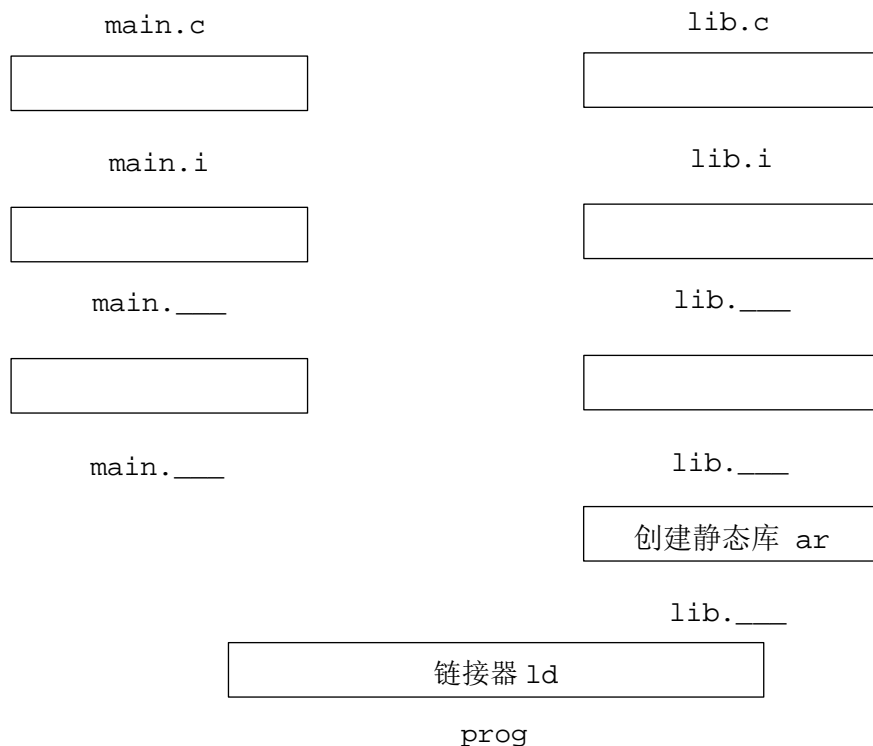 main.c
lib.c
main.i
lib.i
main.___
lib.___
main.___
lib.___
创建静态库 ar
lib.___
链接器 ld
prog